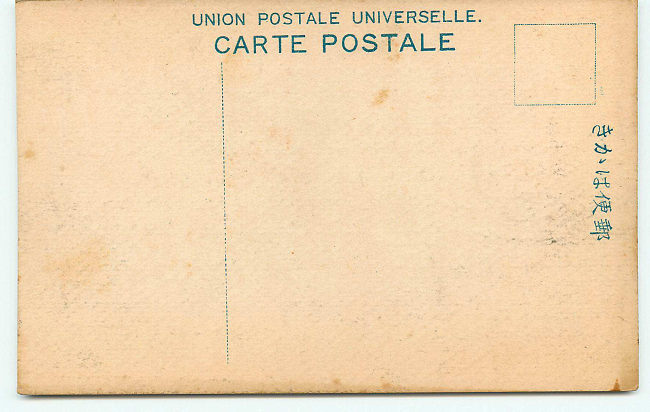 UNION POSTALE UNIVERSELLE.
CARTE POSTALE
郵便はかき